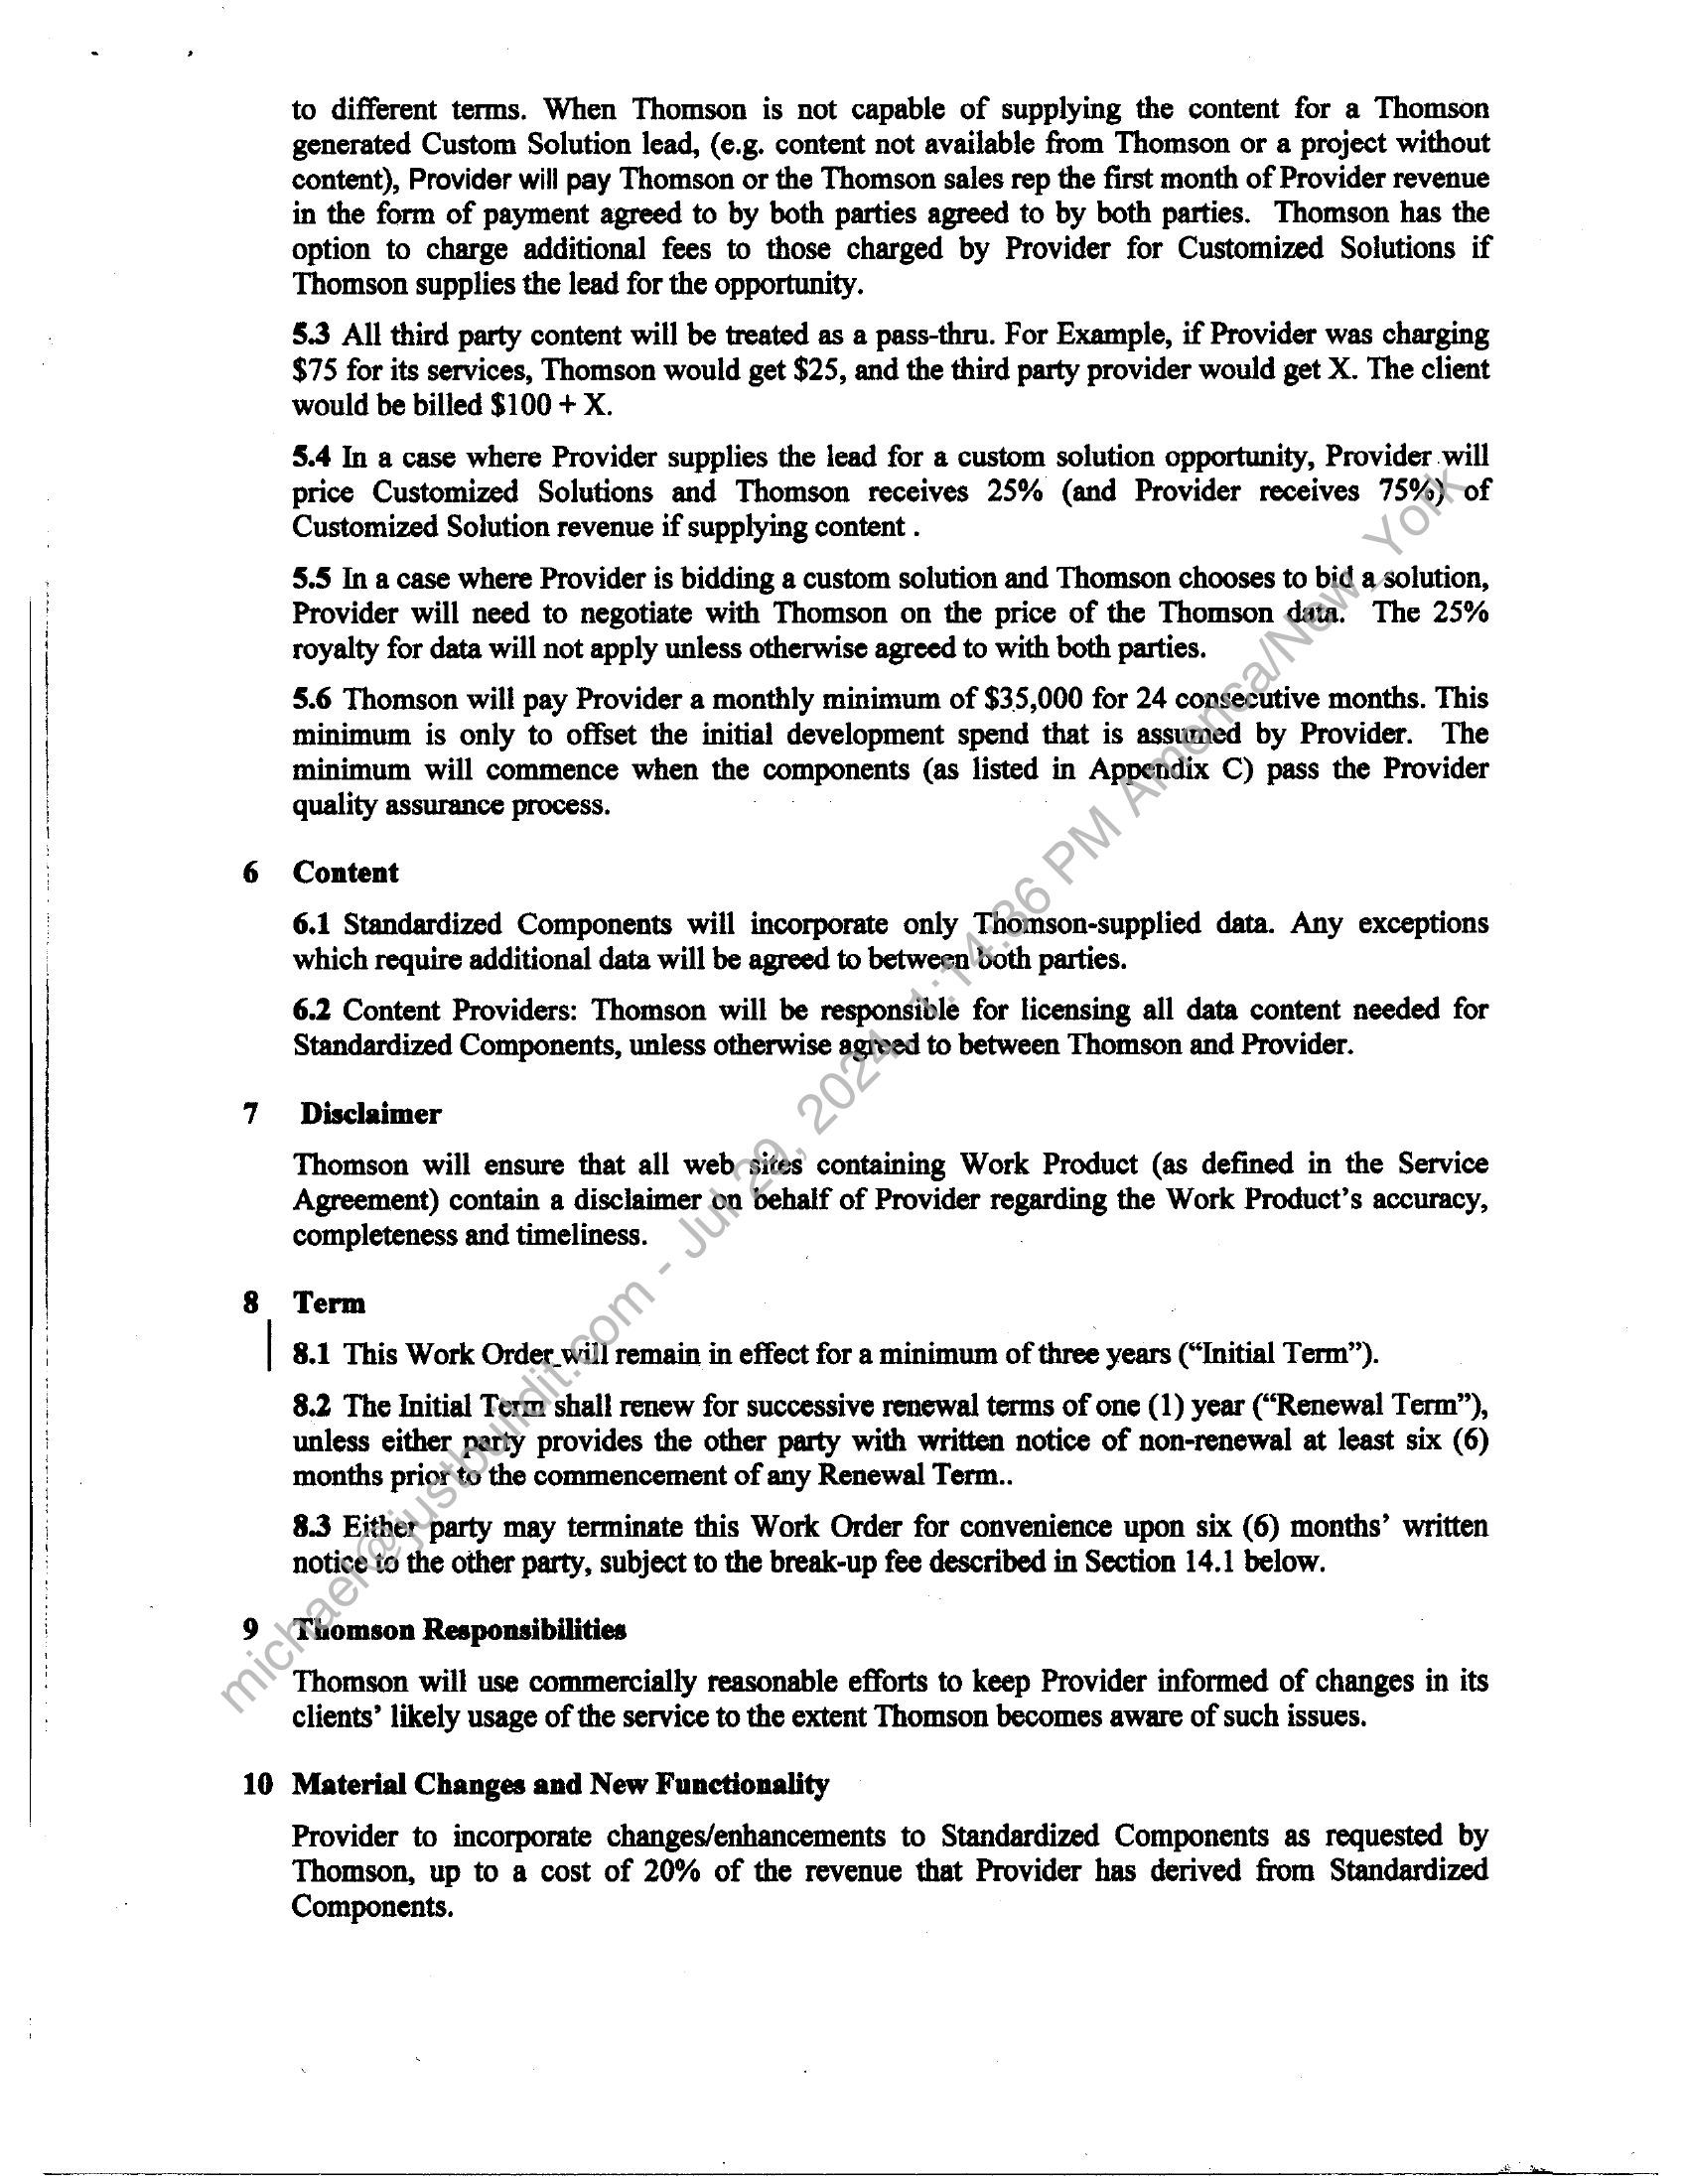 to different terms. When Thomson is not capable of supplying the content for a Thomson
generated Custom Solution lead, (e.g. content not available from Thomson or a project without
content), Provider will pay Thomson or the Thomson sales rep the first month of Provider revenue
in the form of payment agreed to by both parties agreed to by both parties. Thomson has the
option to charge additional fees to those charged by Provider for Customized Solutions if
Thomson supplies the lead for the opportunity.
5.3 All third party content will be treated as a pass-thru. For Example, if Provider was charging
$75 for its services, Thomson would get $25, and the third party provider would get X. The client
would be billed $100 + X.
5.4 In a case where Provider supplies the lead for a custom solution opportunity, Provider will
price Customized Solutions and Thomson receives 25% (and Provider receives 75%) of
Customized Solution revenue if supplying content .
5.5 In a case where Provider is bidding a custom solution and Thomson chooses to bid a solution,
Provider will need to negotiate with Thomson on the price of the Thomson data. The 25%
royalty for data will not apply unless otherwise agreed to with both parties.
5.6 Thomson will pay Provider a monthly minimum of $35,000 for 24 consecutive months. This
minimum is only to offset the initial development spend that is assumed by Provider. The
minimum will commence when the components (as listed in Appendix C) pass the Provider
quality assurance process.
6 Content
6.1 Standardized Components will incorporate only Thomson-supplied data. Any exceptions
which require additional data will be agreed to between both parties.
6.2 Content Providers: Thomson will be responsible for licensing all data content needed for
Standardized Components, unless otherwise agreed to between Thomson and Provider.
7 Disclaimer
Thomson will ensure that all web sites containing Work Product (as defined in the Service
Agreement) contain a disclaimer on behalf of Provider regarding the Work Product's accuracy,
completeness and timeliness.
8 Term
8.1 This Work Order will remain in effect for a minimum of three years ("Initial Term").
8.2 The Initial Term shall renew for successive renewal terms of one (1) year ("Renewal Term"),
unless either party provides the other party with written notice of non-renewal at least six (6)
months prior to the commencement of any Renewal Term..
8.3 Either party may terminate this Work Order for convenience upon six (6) months' written
notice to the other party, subject to the break-up fee described in Section 14.1 below.
9 Thomson Responsibilities
Thomson will use commercially reasonable efforts to keep Provider informed of changes in its
clients' likely usage of the service to the extent Thomson becomes aware of such issues.
10 Material Changes and New Functionality
Provider to incorporate changes/enhancements to Standardized Components as requested by
Thomson, up to a cost of 20% of the revenue that Provider has derived from Standardized
Components.
michael@justbuildit.com - Jul 29, 2024, 1:14:36 PM America/New_York